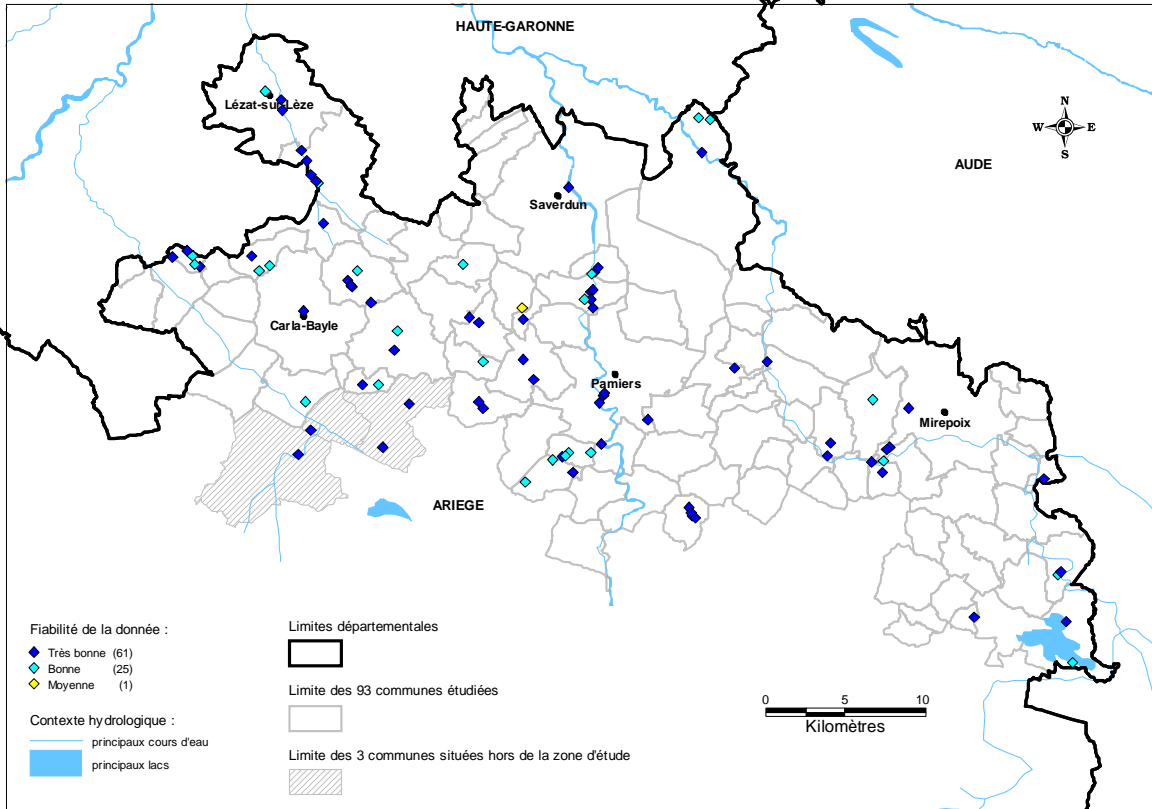 HAUTE-GARONNE
Lézat-sur-Lèze
N
W E
S
AUDE
Saverdun
Carla-Bayle
Pamiers
Mirepoix
ARIEGE
Fiabilité de la donnée :
Très bonne (61)
Bonne (25)
Moyenne (1)
Contexte hydrologique :
principaux cours d'eau
principaux lacs
Limites départementales
Limite des 93 communes étudiées
Limite des 3 communes situées hors de la zone d'étude
0 5 10
Kilomètres